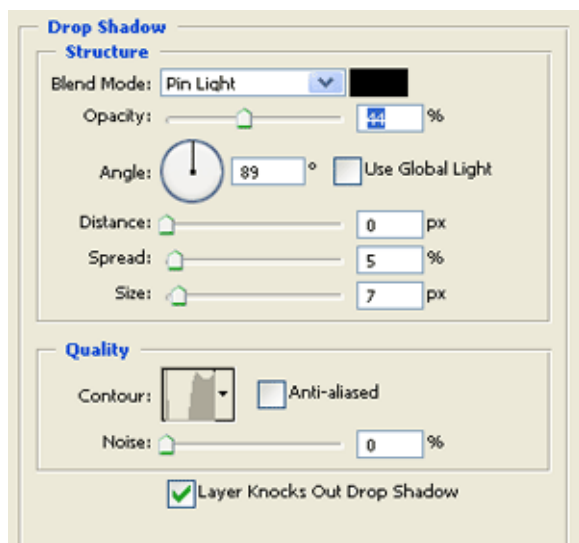 Drop Shadow
Structure
Blend Mode: Pin Light
Opacity: 44 %
Angle: 89 ° Use Global Light
Distance: 0 px
Spread: 5 %
Size: 7 px
Quality
Contour: Anti-aliased
Noise: 0 %
Layer Knocks Out Drop Shadow